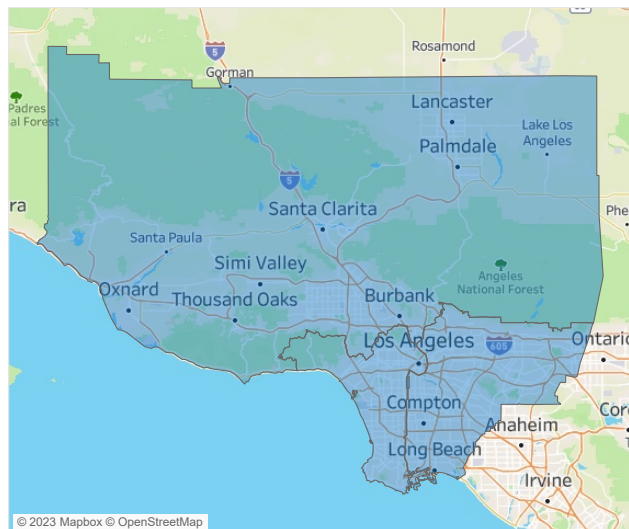 5
Rosamond
Gorman
Padres
al Forest
Lancaster
Lake Los
Angeles
Palmdale
5
ra
Santa Clarita
Phe
Santa Paula
Simi Valley
Angeles
National Forest
Oxnard
Thousand Oaks
Burbank
Los Angeles
605
Ontario
Compton
Anaheim
Coro
Long Beach
Irvine
© 2023 Mapbox © OpenStreetMap